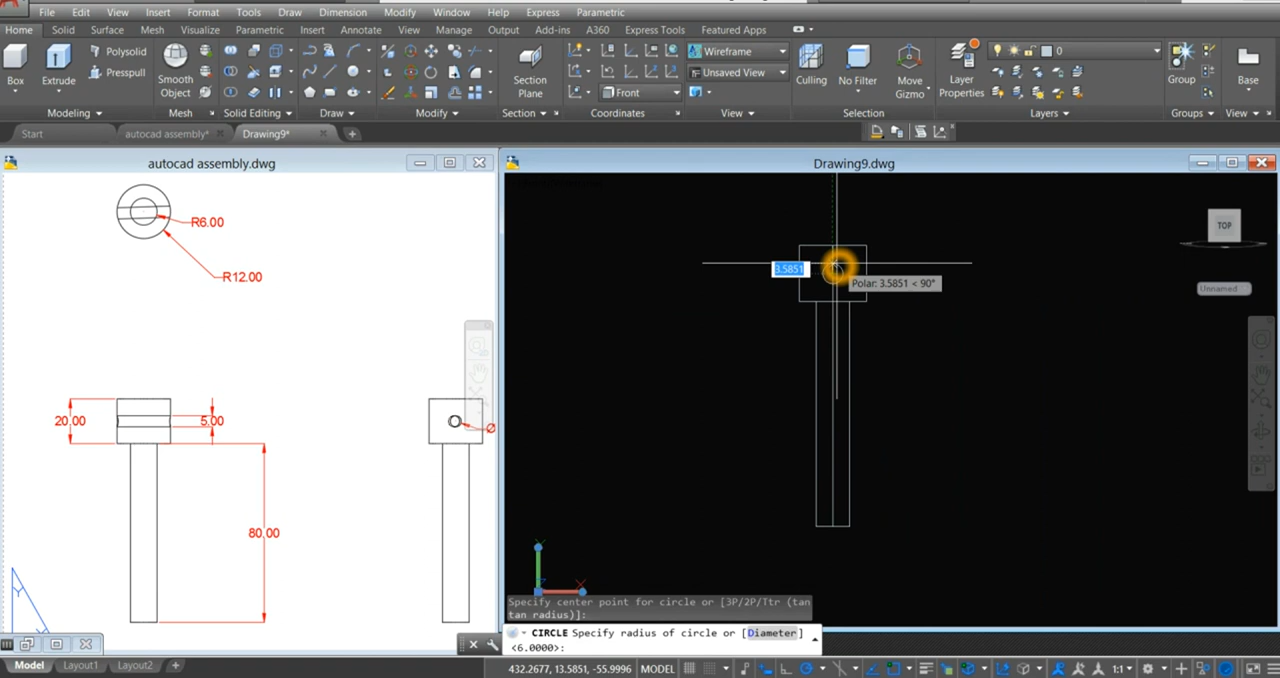 File Edit View Insert Format Tools Draw Dimension Modify Window Help Express Parametric
Home Solid Surface Mesh Visualize Parametric Insert Annotate View Manage Output Add-ins A360 Express Tools Featured Apps
Box
Extrude
Polysolid
Presspull
Smooth
Object
Section
Plane
Wireframe
Unsaved View
Front
Culling
No Filter
Move
Gizmo
Layer
Properties
0
Group
Base
Modeling Mesh Solid Editing Draw Modify Section Coordinates View Selection Layers Groups View
Start autocad assembly* Drawing9*
autocad assembly.dwg
Drawing9.dwg
R6.00
R12.00
20.00
5.00
80.00
Ø
Y
X
TOP
Unnamed
3.5851
Polar: 3.5851 < 90°
Specify center point for circle or [3P/2P/Ttr (tan
tan radius)]:
CIRCLE Specify radius of circle or [Diameter]
<6.0000>:
Model Layout1 Layout2
432.2677, 13.5851, -55.9996 MODEL 1:1